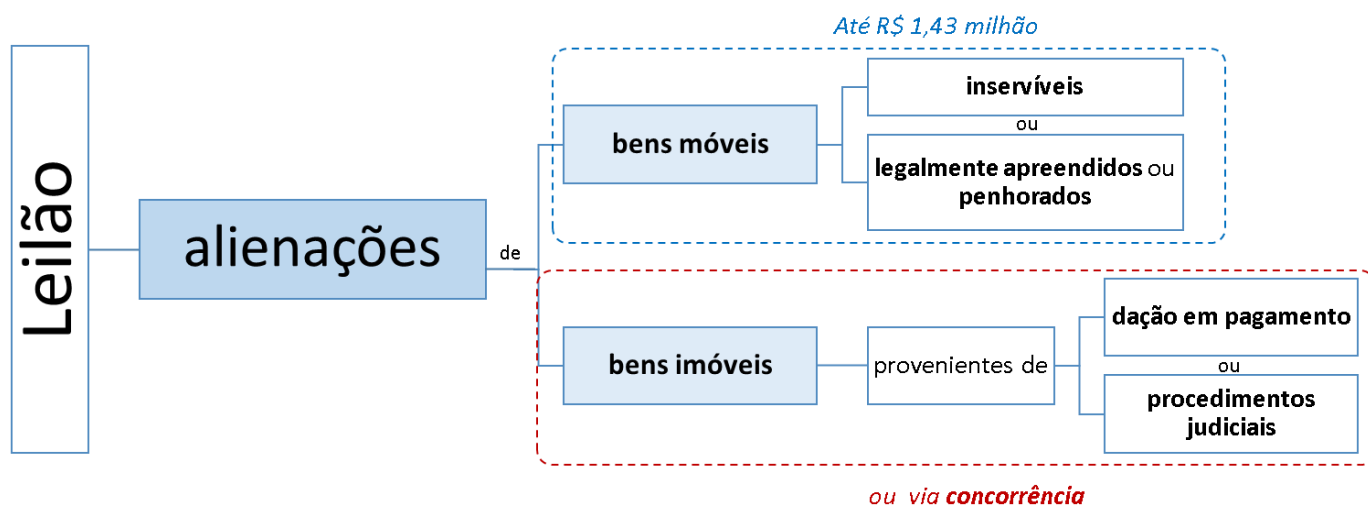 Até R$ 1,43 milhão
Leilão
alienações
de
bens móveis
inservíveis
ou
legalmente apreendidos ou
penhorados
bens imóveis
provenientes de
dação em pagamento
ou
procedimentos
judiciais
ou via concorrência